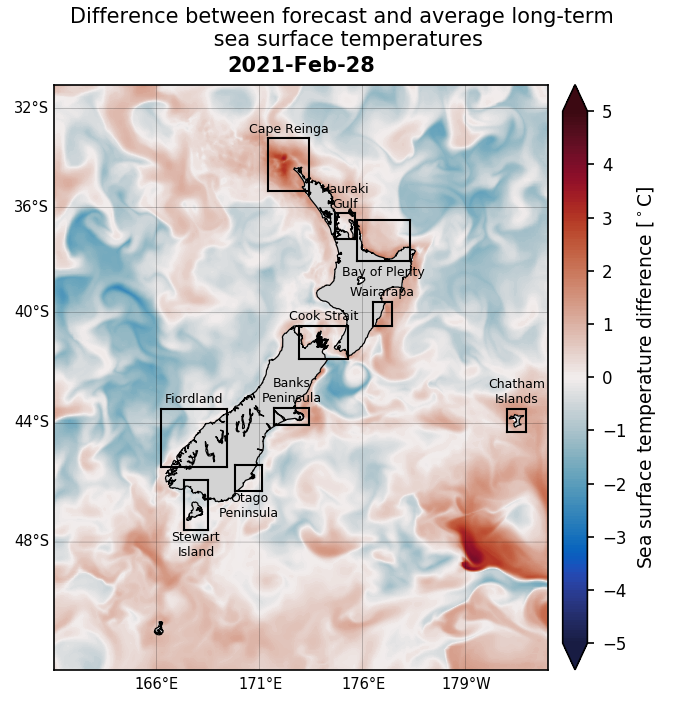 Difference between forecast and average long-term
sea surface temperatures
2021-Feb-28
32°S
36°S
40°S
44°S
48°S
166°E
171°E
176°E
179°W
Cape Reinga
Hauraki
Gulf
Bay of Plenty
Wairarapa
Cook Strait
Banks
Peninsula
Fiordland
Chatham
Islands
Otago
Peninsula
Stewart
Island
5
4
3
2
1
0
−1
−2
−3
−4
−5
Sea surface temperature difference [°C]